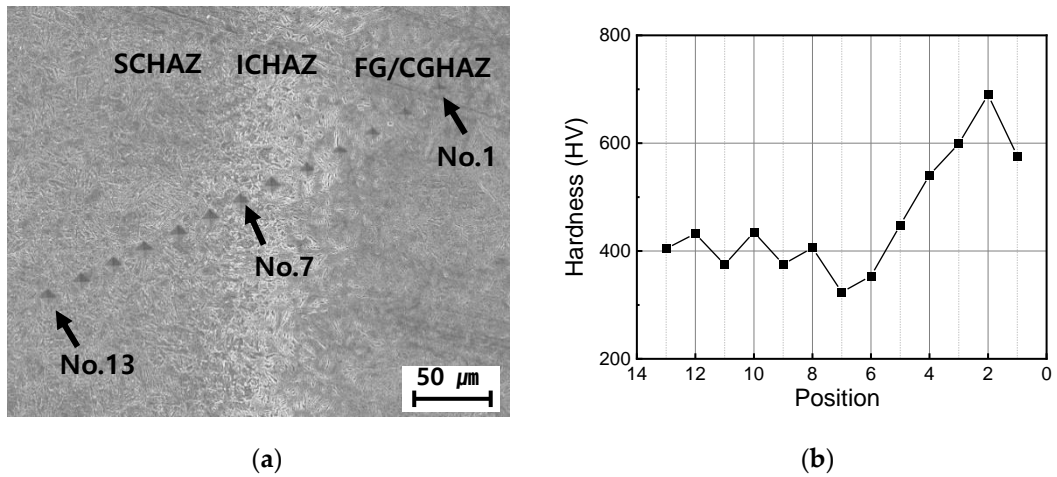 SCHAZ ICHAZ FG/CGHAZ
No.1
No.7
No.13
50 μm
(a)
800
600
400
200
Hardness (HV)
14 12 10 8 6 4 2 0
Position
(b)